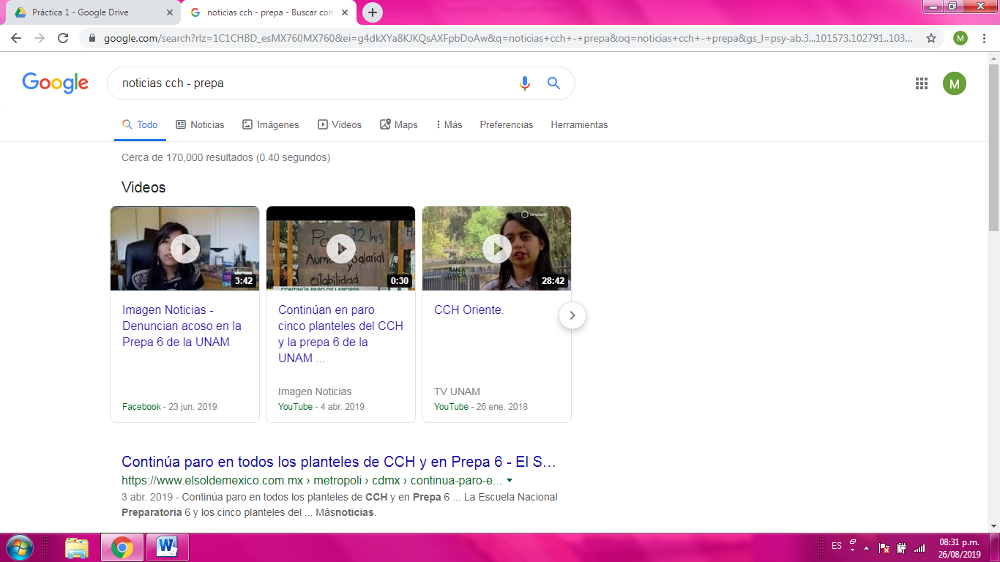 Práctica 1 - Google Drive
noticias cch - prepa - Buscar con
google.com/search?rlz=1C1CHBD_esMX760MX760&ei=g4dkXYa8KJKQsAXFpbDoAw&q=noticias+cch+-+prepa&oq=noticias+cch+-+prepa&gs_l=psy-ab.3...101573.102791..103...
M
Google
noticias cch - prepa
M
Todo Noticias Imágenes Vídeos Maps Más Preferencias Herramientas
Cerca de 170,000 resultados (0.40 segundos)
Videos
3:42
Imagen Noticias -
Denuncian acoso en la
Prepa 6 de la UNAM
Facebook - 23 jun. 2019
72 hrs
Aumento Salarial
y
estabilidad
CONTINÚA PARO DE LABORES
0:30
Continúan en paro
cinco planteles del CCH
y la prepa 6 de la
UNAM ...
Imagen Noticias
YouTube - 4 abr. 2019
tv unam
EGRESADA
KARLA
GARCÍA
28:42
CCH Oriente.
TV UNAM
YouTube - 26 ene. 2018
Continúa paro en todos los planteles de CCH y en Prepa 6 - El S...
https://www.elsoldemexico.com.mx › metropoli › cdmx › continua-paro-e...
3 abr. 2019 - Continúa paro en todos los planteles de CCH y en Prepa 6 ... La Escuela Nacional
Preparatoria 6 y los cinco planteles del ... Másnoticias.
ES
08:31 p.m.
26/08/2019